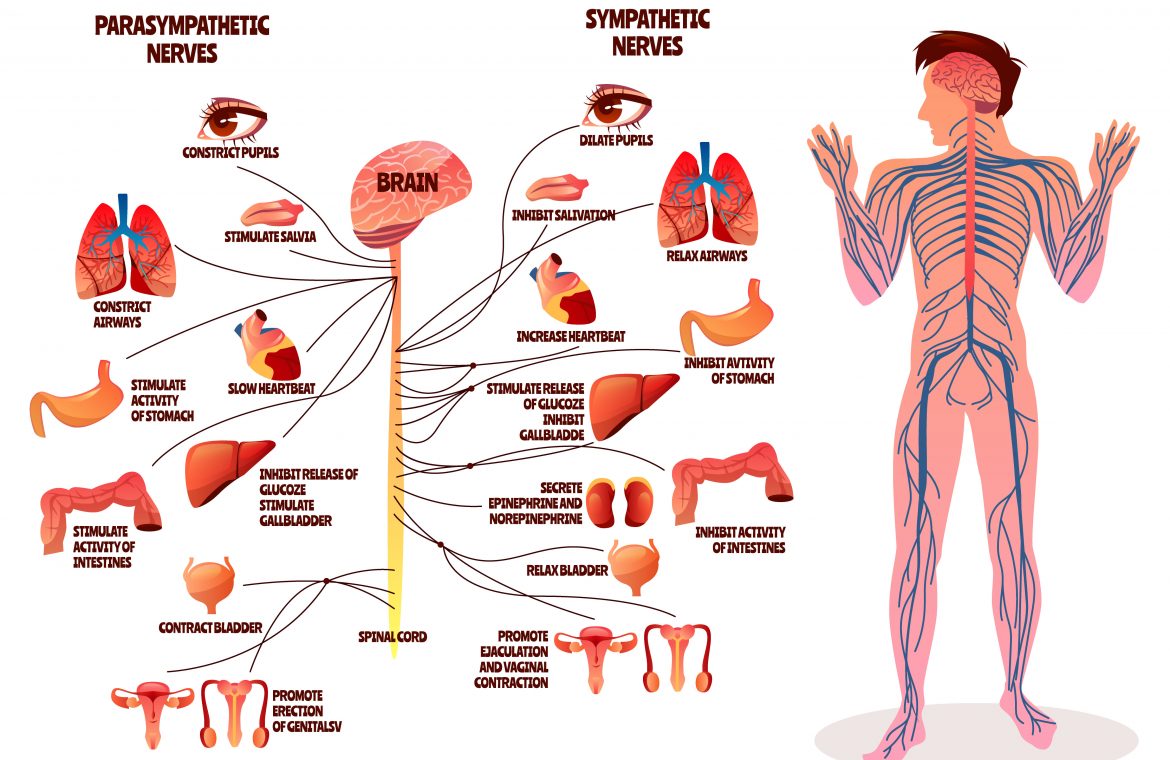 PARASYMPATHETIC
NERVES
CONSTRICT PUPILS
STIMULATE SALVIA
CONSTRICT
AIRWAYS
SLOW HEARTBEAT
STIMULATE
ACTIVITY
OF STOMACH
INHIBIT RELEASE OF
GLUCOZE
STIMULATE
GALLBLADDER
STIMULATE
ACTIVITY OF
INTESTINES
CONTRACT BLADDER
PROMOTE
ERECTION
OF GENITALSV
BRAIN
SPINAL CORD
SYMPATHETIC
NERVES
DILATE PUPILS
INHIBIT SALIVATION
RELAX AIRWAYS
INCREASE HEARTBEAT
INHIBIT AVTIVITY
OF STOMACH
STIMULATE RELEASE
OF GLUCOZE
INHIBIT
GALLBLADDE
SECRETE
EPINEPHRINE AND
NOREPINEPHRINE
INHIBIT ACTIVITY
OF INTESTINES
RELAX BLADDER
PROMOTE
EJACULATION
AND VAGINAL
CONTRACTION